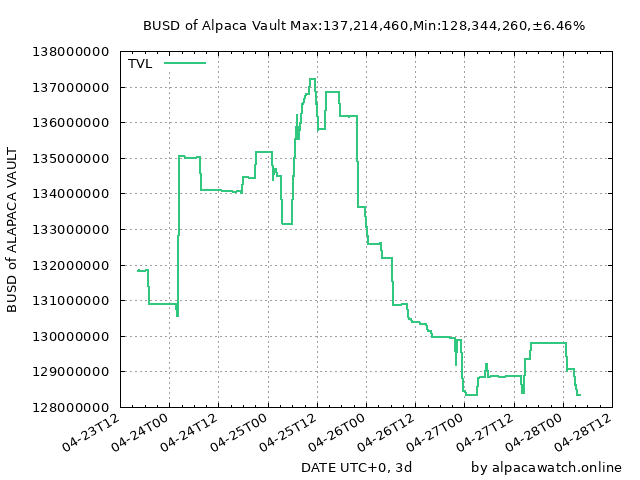 BUSD of Alpaca Vault Max:137,214,460,Min:128,344,260,±6.46%
138000000
TVL
137000000
136000000
135000000
134000000
133000000
132000000
131000000
130000000
129000000
128000000
BUSD of ALAPACA VAULT
04-23T12
04-24T00
04-24T12
04-25T00
04-25T12
04-26T00
04-26T12
04-27T00
04-27T12
04-28T00
04-28T12
DATE UTC+0, 3d
by alpacawatch.online